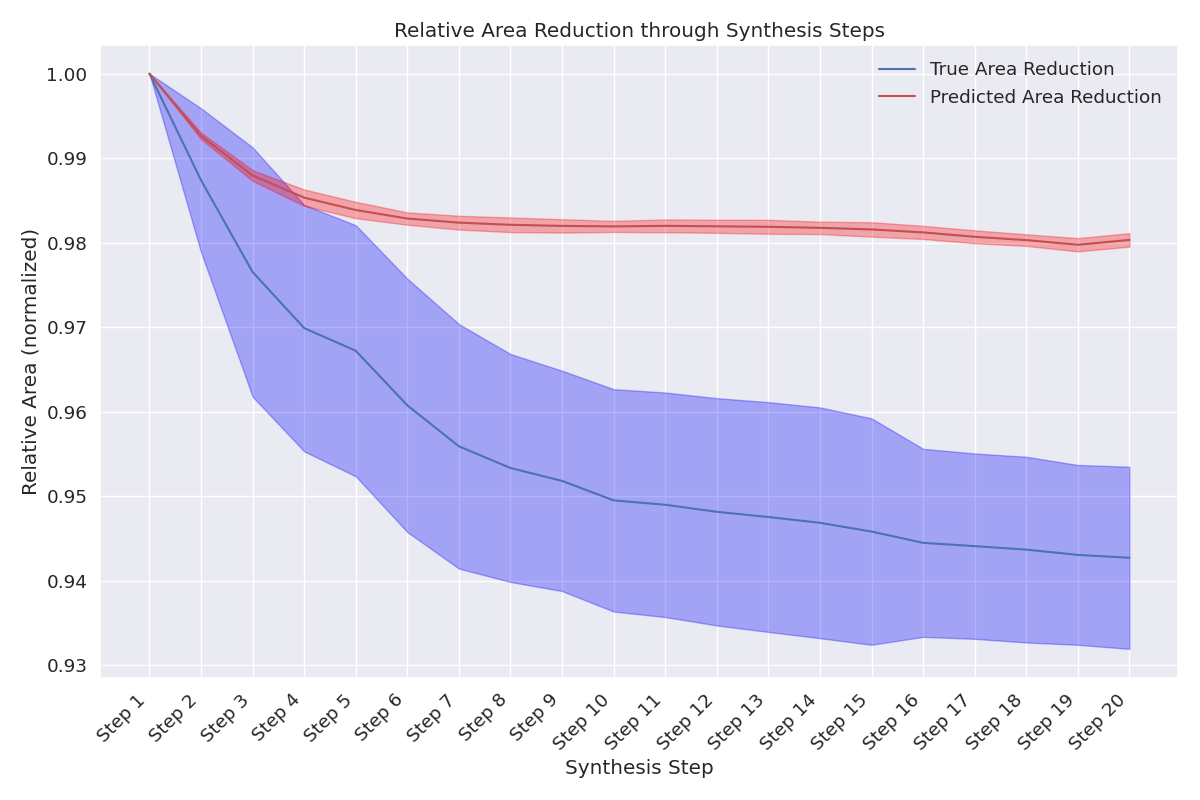 Relative Area Reduction through Synthesis Steps
True Area Reduction
Predicted Area Reduction
Relative Area (normalized)
1.00
0.99
0.98
0.97
0.96
0.95
0.94
0.93
Step 1
Step 2
Step 3
Step 4
Step 5
Step 6
Step 7
Step 8
Step 9
Step 10
Step 11
Step 12
Step 13
Step 14
Step 15
Step 16
Step 17
Step 18
Step 19
Step 20
Synthesis Step